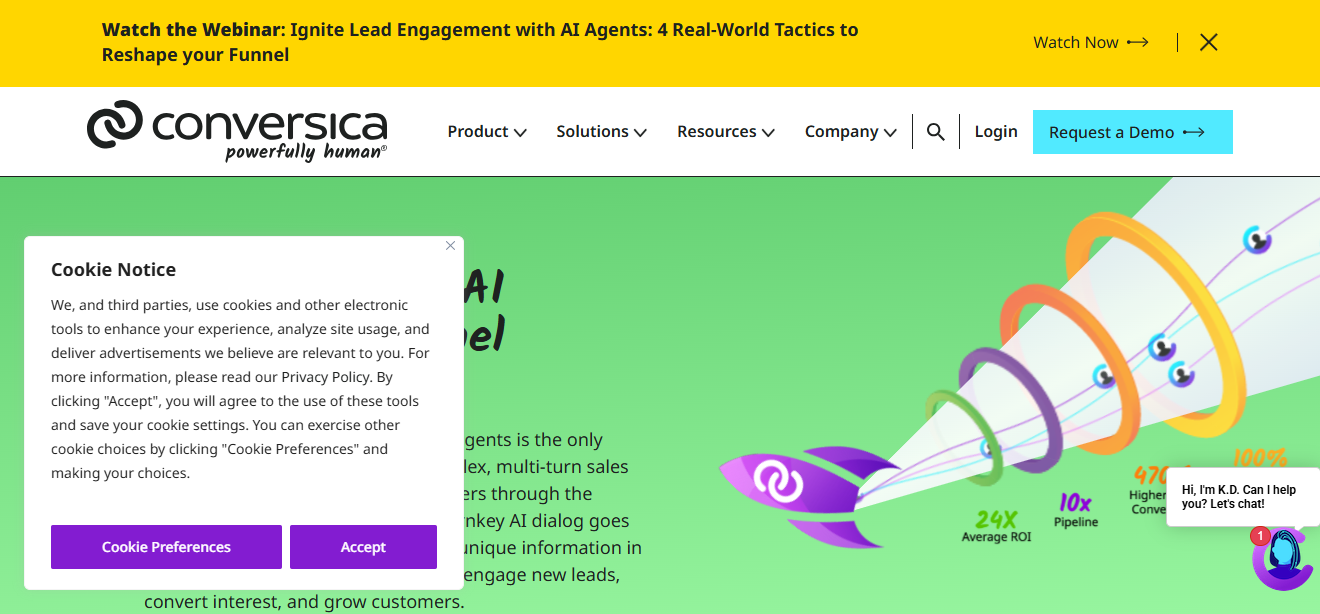 Watch the Webinar: Ignite Lead Engagement with AI Agents: 4 Real-World Tactics to
Reshape your Funnel
Watch Now
conversica
powerfully human®
Product
Solutions
Resources
Company
Login
Request a Demo
Cookie Notice
We, and third parties, use cookies and other electronic
tools to enhance your experience, analyze site usage, and
deliver advertisements we believe are relevant to you. For
more information, please read our Privacy Policy. By
clicking "Accept", you will agree to the use of these tools
and save your cookie settings. You can exercise other
cookie choices by clicking "Cookie Preferences" and
making your choices.
Cookie Preferences
Accept
AI
gents is the only
lex, multi-turn sales
ers through the
nkey AI dialog goes
unique information in
engage new leads,
convert interest, and grow customers.
24X
Average ROI
10x
Pipeline
470
Higher
Conve
100%
Hi, I'm K.D. Can I help
you? Let's chat!
1